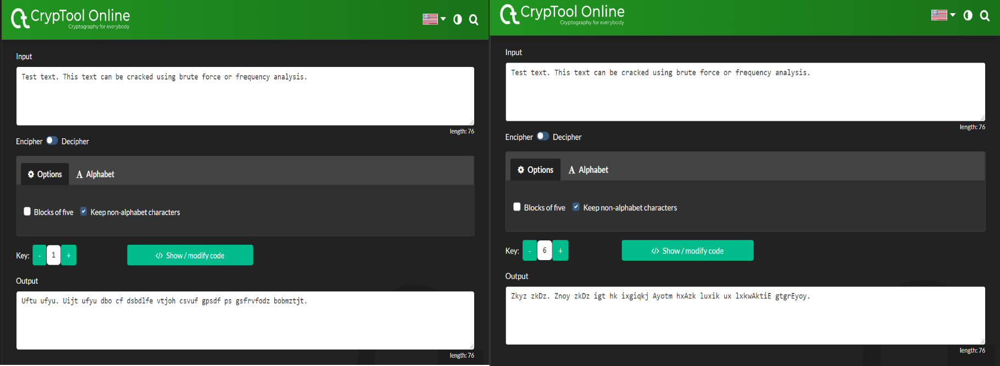 CrypTool Online
Cryptography for everybody
Input
Test text. This text can be cracked using brute force or frequency analysis.
length: 76
Encipher Decipher
Options Alphabet
Blocks of five Keep non-alphabet characters
Key: - 1 + </> Show / modify code
Output
Uftu ufyu. Uijt ufyu dbo cf dsbdlfe vtjoh csvuf gpsdf ps gsfrvfodz bobmztjt.
length: 76
CrypTool Online
Cryptography for everybody
Input
Test text. This text can be cracked using brute force or frequency analysis.
length: 76
Encipher Decipher
Options Alphabet
Blocks of five Keep non-alphabet characters
Key: - 6 + </> Show / modify code
Output
Zkyz zkDz. Znoy zkDz igt hk ixgiqkj Ayotm hxAzk luxik ux lxkwAktiE gtgrEyoy.
length: 76